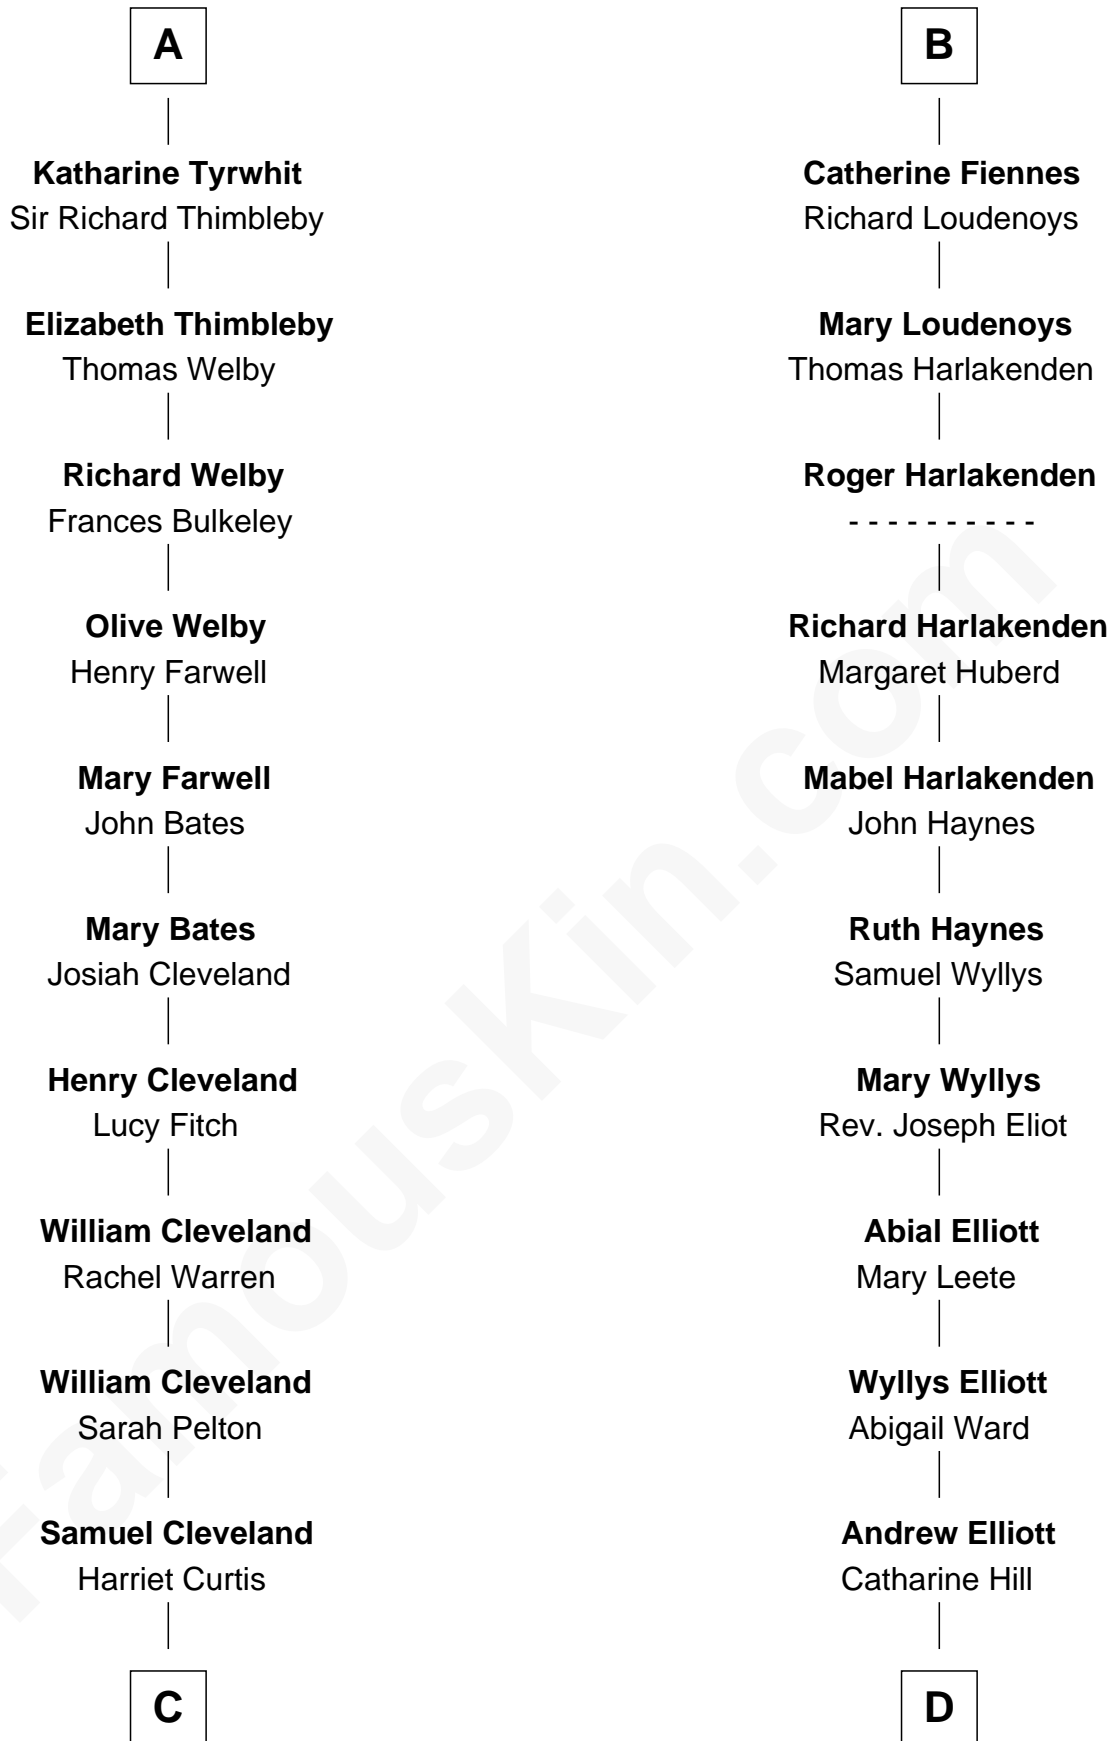 A
Katharine Tyrwhit
Sir Richard Thimbleby
Elizabeth Thimbleby
Thomas Welby
Richard Welby
Frances Bulkeley
Olive Welby
Henry Farwell
Mary Farwell
John Bates
Mary Bates
Josiah Cleveland
Henry Cleveland
Lucy Fitch
William Cleveland
Rachel Warren
William Cleveland
Sarah Pelton
Samuel Cleveland
Harriet Curtis
C
B
Catherine Fiennes
Richard Loudenoys
Mary Loudenoys
Thomas Harlakenden
Roger Harlakenden
- - - - - - - - - -
Richard Harlakenden
Margaret Huberd
Mabel Harlakenden
John Haynes
Ruth Haynes
Samuel Wyllys
Mary Wyllys
Rev. Joseph Eliot
Abial Elliott
Mary Leete
Wyllys Elliott
Abigail Ward
Andrew Elliott
Catharine Hill
D
FamousKin.com